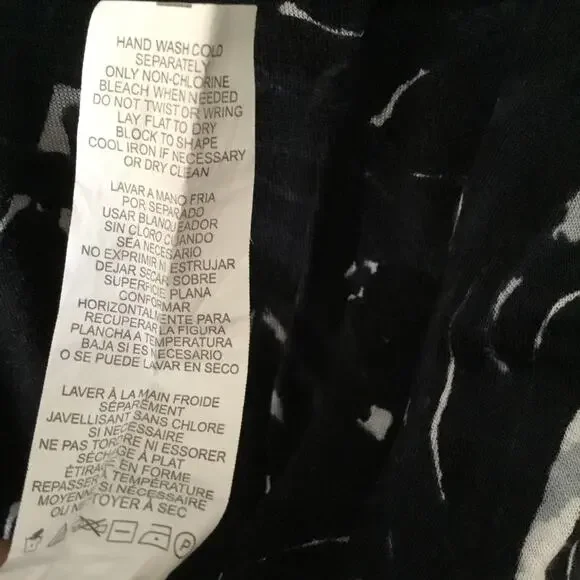 HAND WASH COLD
SEPARATELY
ONLY NON-CHLORINE
BLEACH WHEN NEEDED
DO NOT TWIST OR WRING
LAY FLAT TO DRY
BLOCK TO SHAPE
COOL IRON IF NECESSARY
OR DRY CLEAN
LAVAR A MANO FRIA
POR SEPARADO
USAR BLANQUEADOR
SIN CLORO CUANDO
SEA NECESARIO
NO EXPRIMIR NI ESTRUJAR
DEJAR SECAR SOBRE
SUPERFICIE PLANA
CONFORMAR
HORIZONTALMENTE PARA
RECUPERAR LA FIGURA
PLANCHA A TEMPERATURA
BAJA SI ES NECESARIO
O SE PUEDE LAVAR EN SECO
LAVER À LA MAIN FROIDE
SÉPARÉMENT
JAVELLISANT SANS CHLORE
SI NÉCESSAIRE
NE PAS TORDRE NI ESSORER
SÉCHAGE À PLAT
ÉTIRAGE EN FORME
REPASSER À TEMPÉRATURE
MOYENNE SI NÉCESSAIRE
OU NETTOYER À SEC
P